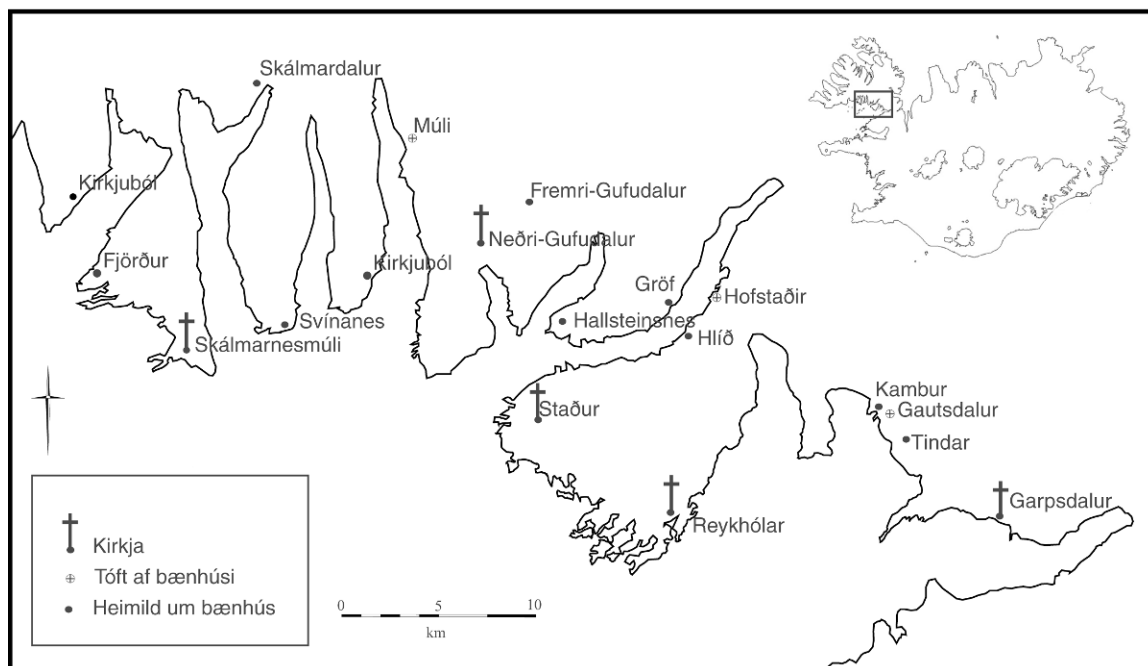 Skálmardalur
Múli
Kirkjuból
Fremri-Gufudalur
Neðri-Gufudalur
Fjörður
Kirkjuból
Gröf
Hofstaðir
Svínanes
Hallsteinsnes
Hlíð
Skálmarnesmúli
Kambur
Staður
Gautsdalur
Tindar
Garpsdalur
Reykhólar
Kirkja
Tóft af bænhúsi
Heimild um bænhús
0 5 10
km